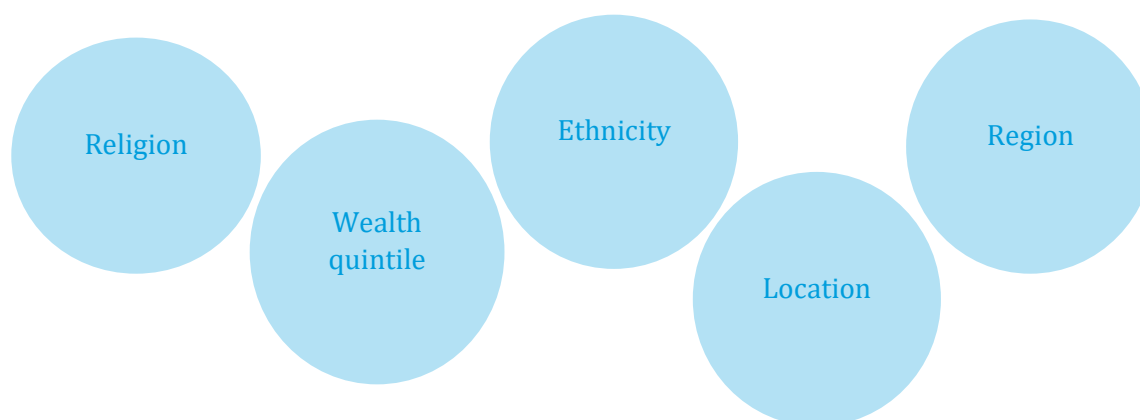 Religion
Wealth
quintile
Ethnicity
Location
Region